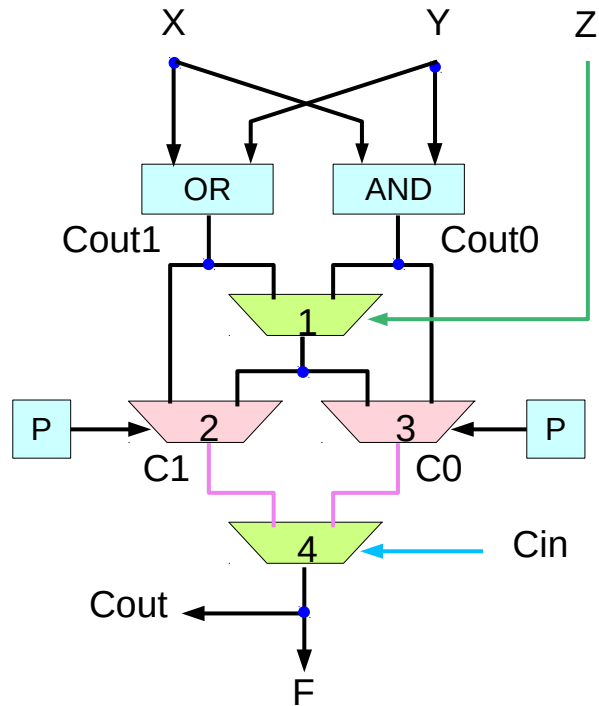 X Y Z
OR AND
Cout1 Cout0
1
P 2 3 P
C1 C0
4 Cin
Cout
F